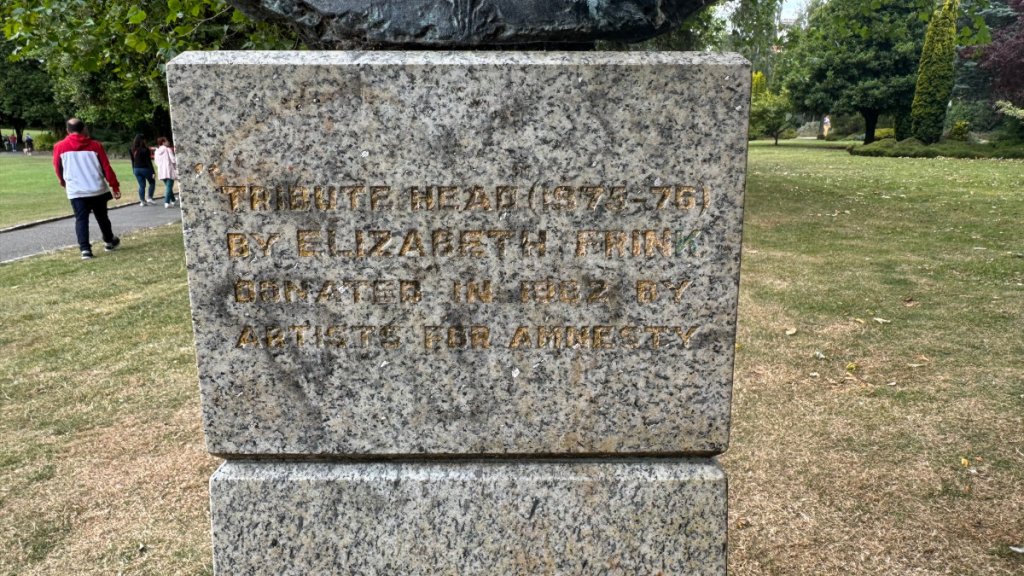 "TRIBUTE HEAD (1975-76)
BY ELIZABETH FRINK
DONATED IN 1982 BY
ARTISTS FOR AMNESTY